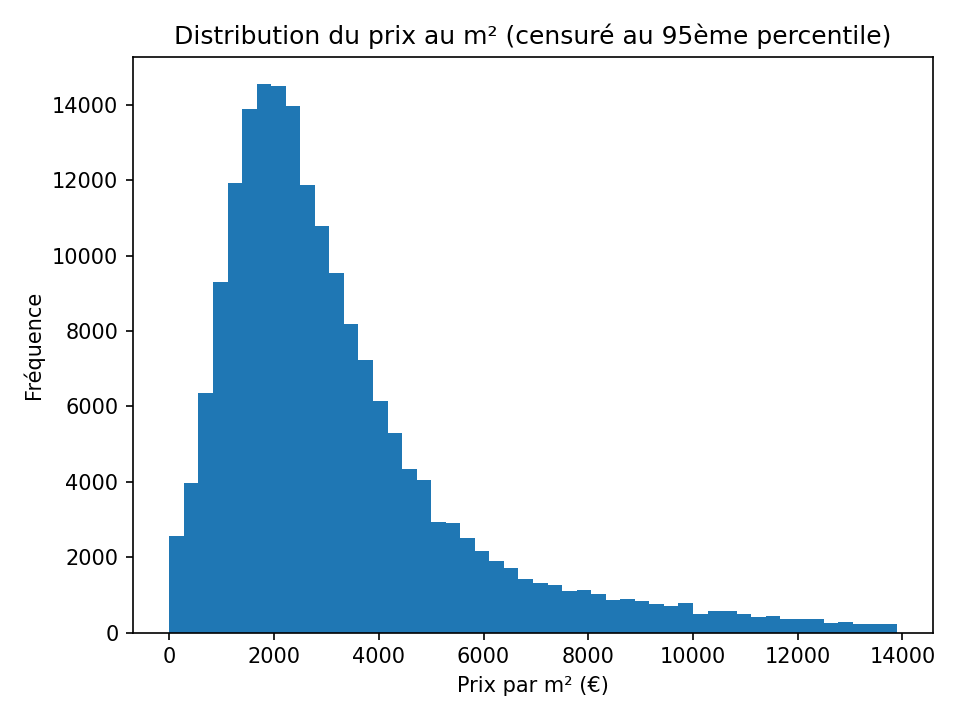 Distribution du prix au m² (censuré au 95ème percentile)
14000
12000
10000
8000
6000
4000
2000
0
Fréquence
0 2000 4000 6000 8000 10000 12000 14000
Prix par m² (€)